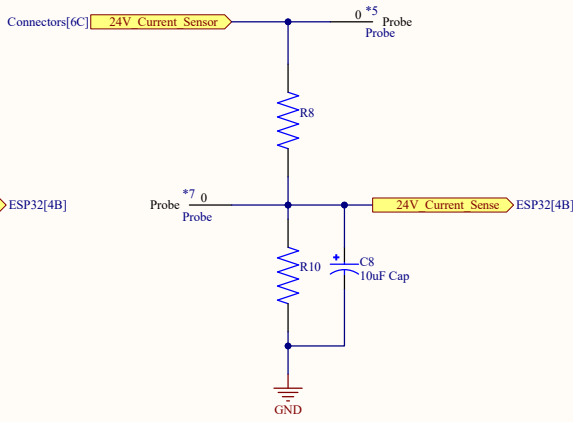 Connectors[6C] 24V_Current_Sensor 0 *5 Probe
Probe
R8
ESP32[4B] Probe *7 0 24V_Current_Sense ESP32[4B]
Probe
R10 + C8
10uF Cap
GND